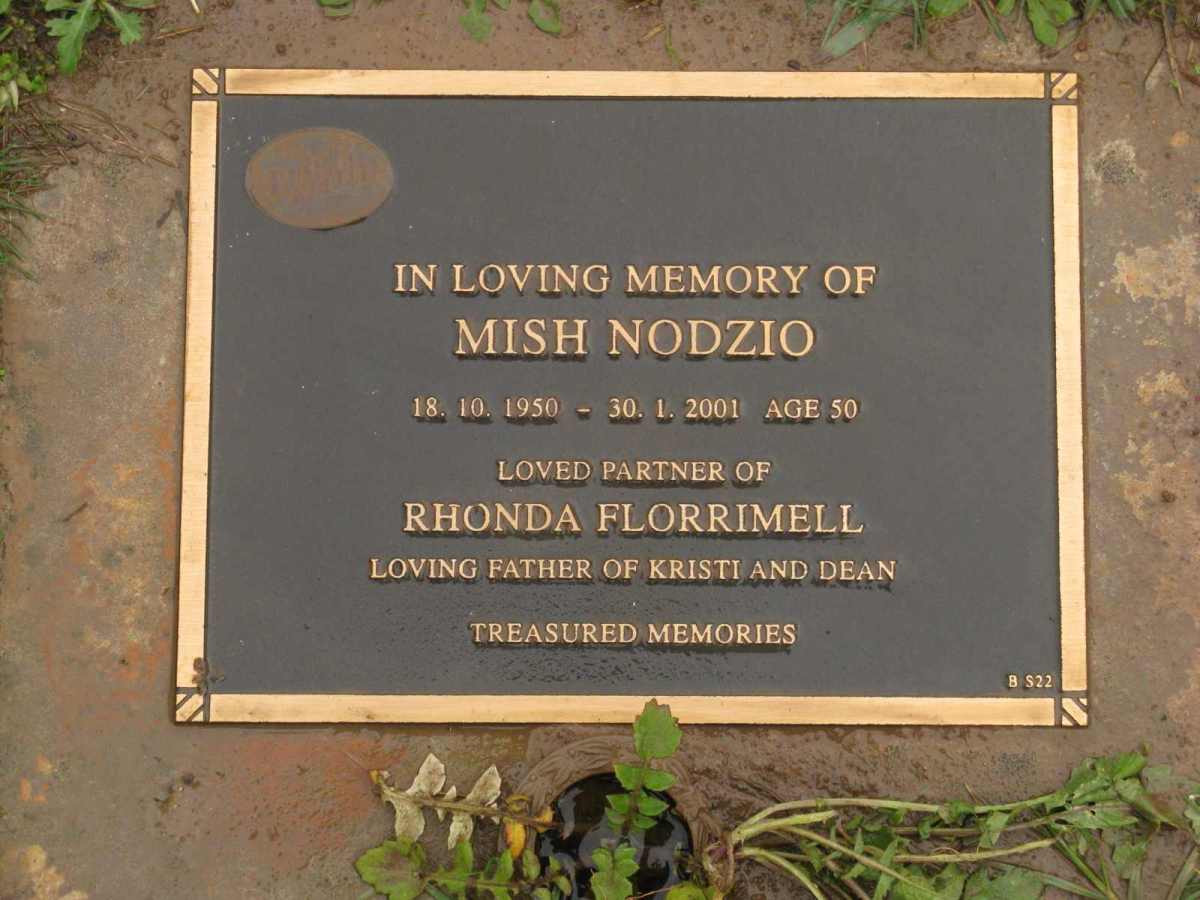 IN LOVING MEMORY OF
MISH NODZIO
18. 10. 1950 - 30. 1. 2001 AGE 50
LOVED PARTNER OF
RHONDA FLORRIMELL
LOVING FATHER OF KRISTI AND DEAN
TREASURED MEMORIES
B S22